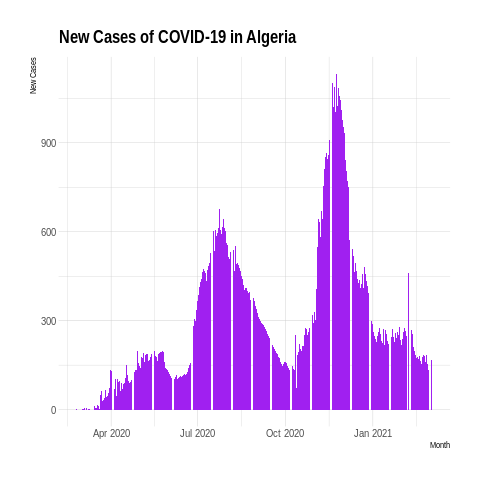 New Cases of COVID-19 in Algeria
New Cases
900
600
300
0
Apr 2020
Jul 2020
Oct 2020
Jan 2021
Month